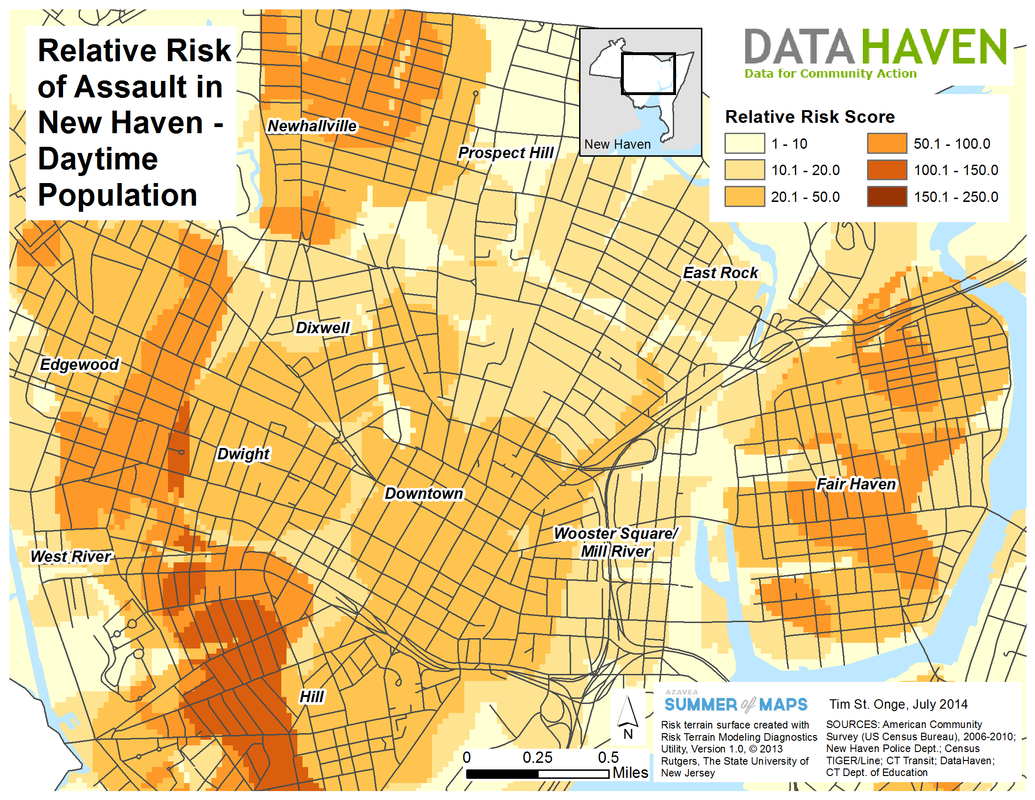 Relative Risk
of Assault in
New Haven -
Daytime
Population
New Haven
DATAHAVEN
Data for Community Action
Relative Risk Score
1 - 10
10.1 - 20.0
20.1 - 50.0
50.1 - 100.0
100.1 - 150.0
150.1 - 250.0
Newhallville
Prospect Hill
East Rock
Dixwell
Edgewood
Dwight
Downtown
Fair Haven
Wooster Square/
Mill River
West River
Hill
N
0 0.25 0.5
Miles
AZAVEA
SUMMER of MAPS
Risk terrain surface created with
Risk Terrain Modeling Diagnostics
Utility, Version 1.0, © 2013
Rutgers, The State University of
New Jersey
Tim St. Onge, July 2014
SOURCES: American Community
Survey (US Census Bureau), 2006-2010;
New Haven Police Dept.; Census
TIGER/Line; CT Transit; DataHaven;
CT Dept. of Education